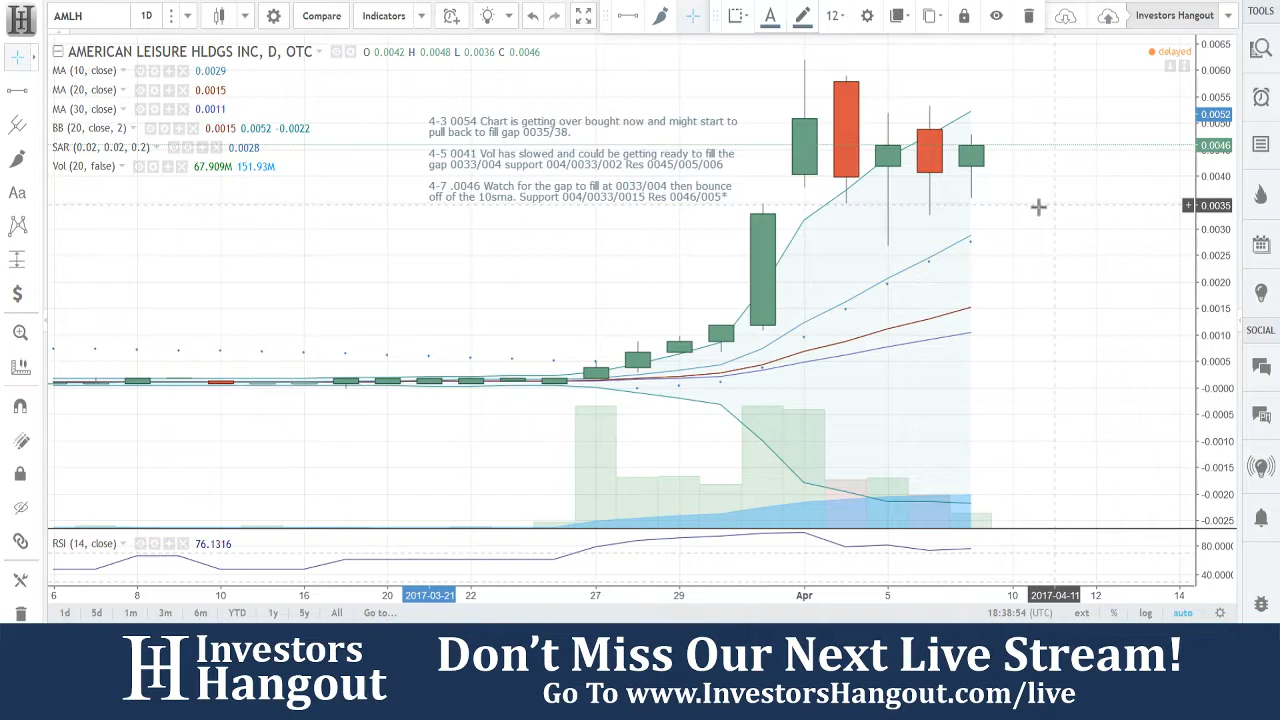 AMLH 1D Compare Indicators 12 Investors Hangout TOOLS
AMERICAN LEISURE HLDGS INC, D, OTC O 0.0042 H 0.0048 L 0.0036 C 0.0046
delayed
MA (10, close) 0.0029
MA (20, close) 0.0015
MA (30, close) 0.0011
BB (20, close, 2) 0.0015 0.0052 -0.0022
SAR (0.02, 0.02, 0.2) 0.0028
Vol (20, false) 67.909M 151.93M
4-3 0054 Chart is getting over bought now and might start to
pull back to fill gap 0035/38.
4-5 0041 Vol has slowed and could be getting ready to fill the
gap 0033/004 support 004/0033/002 Res 0045/005/006
4-7 .0046 Watch for the gap to fill at 0033/004 then bounce
off of the 10sma. Support 004/0033/0015 Res 0046/005*
0.0065
0.0060
0.0055
0.0052
0.0050
0.0046
0.0040
0.0035
0.0030
0.0025
0.0020
0.0015
0.0010
0.0005
-0.0000
-0.0005
-0.0010
-0.0015
-0.0020
-0.0025
SOCIAL
RSI (14, close) 76.1316
80.0000
40.0000
6 8 14 16 20 2017-03-21 22 27 29 Apr 5 10 2017-04-11 12 14
1d 5d 1m 3m 6m YTD 1y 5y All Go to... 18:38:54 (UTC) ext % log auto
Investors
Hangout
Don't Miss Our Next Live Stream!
Go To www.InvestorsHangout.com/live